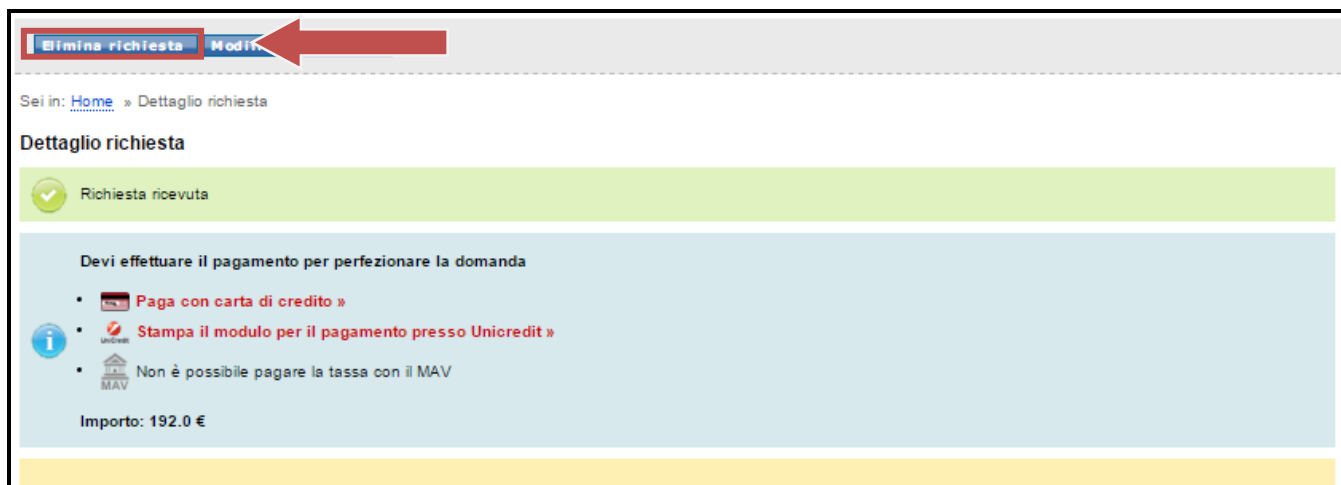 Elimina richiesta
Sei in: Home » Dettaglio richiesta
Dettaglio richiesta
Richiesta ricevuta
Devi effettuare il pagamento per perfezionare la domanda
• Paga con carta di credito »
• UniCredit Stampa il modulo per il pagamento presso Unicredit »
• MAV Non è possibile pagare la tassa con il MAV
Importo: 192.0 €